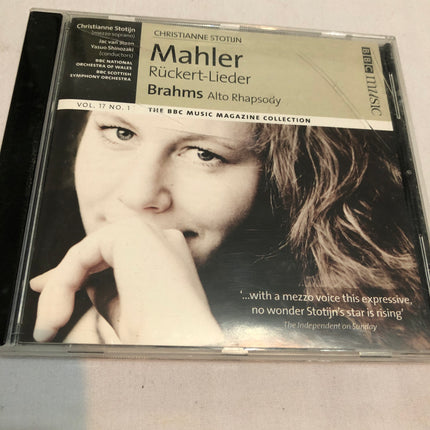 CHRISTIANNE STOTIJN
Christianne Stotijn
(mezzo soprano)
Jac van Steen
Yasuo Shinozaki
(conductors)
BBC NATIONAL
ORCHESTRA OF WALES
BBC SCOTTISH
SYMPHONY ORCHESTRA
Mahler
Rückert-Lieder
Brahms Alto Rhapsody
BBC MUSIC
VOL. 17 NO. 1 THE BBC MUSIC MAGAZINE COLLECTION
‘...with a mezzo voice this expressive,
no wonder Stotijn's star is rising’
The Independent on Sunday